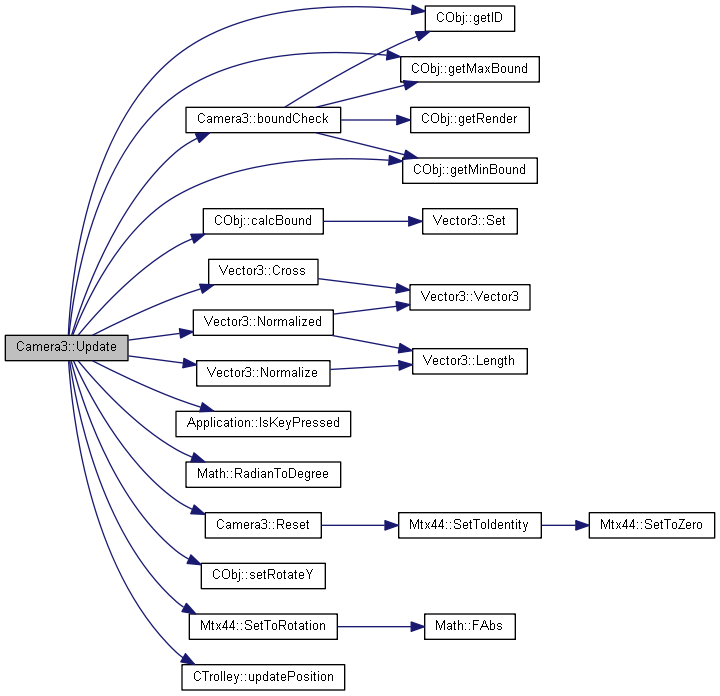 CObj::getID
CObj::getMaxBound
Camera3::boundCheck
CObj::getRender
CObj::getMinBound
CObj::calcBound
Vector3::Set
Vector3::Cross
Vector3::Vector3
Vector3::Normalized
Camera3::Update
Vector3::Length
Vector3::Normalize
Application::IsKeyPressed
Math::RadianToDegree
Camera3::Reset
Mtx44::SetToIdentity
Mtx44::SetToZero
CObj::setRotateY
Mtx44::SetToRotation
Math::FAbs
CTrolley::updatePosition